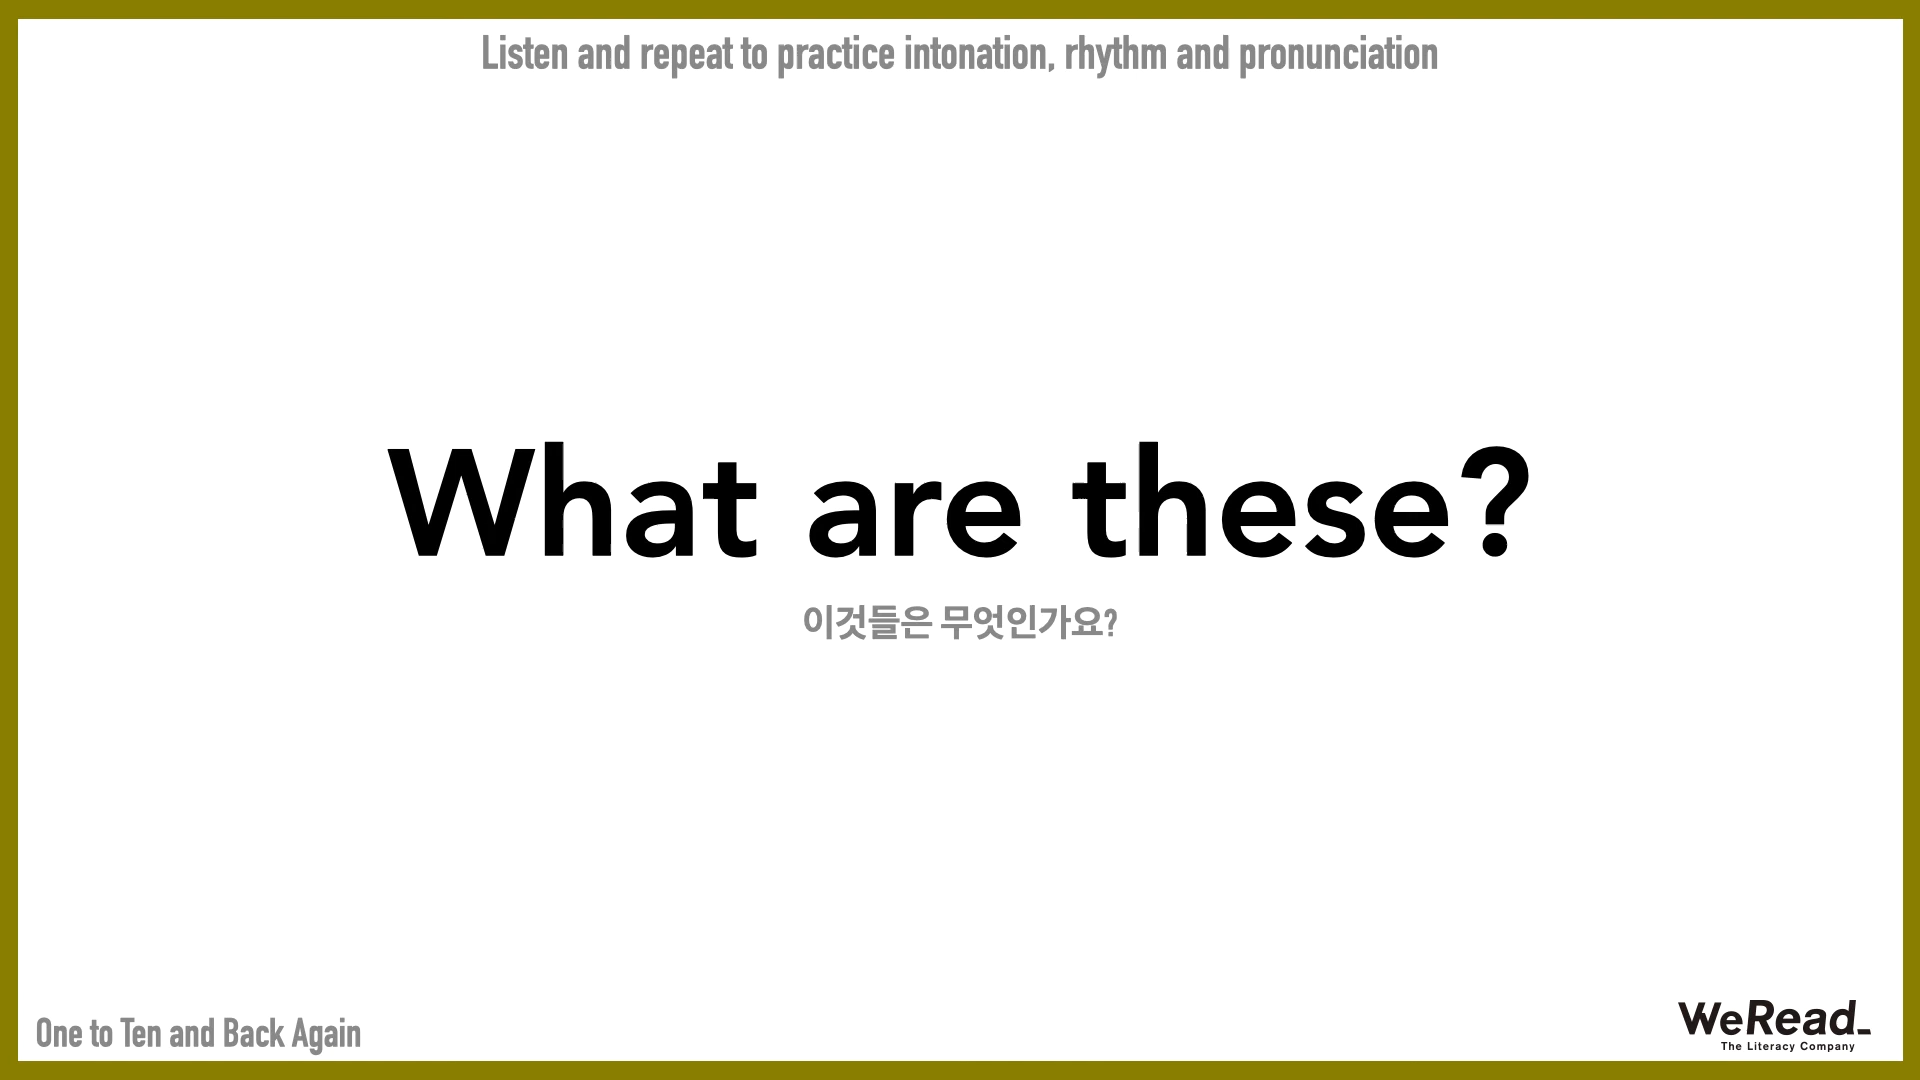 Listen and repeat to practice intonation, rhythm and pronunciation
What are these?
이것들은 무엇인가요?
One to Ten and Back Again
WeRead_
The Literacy Company